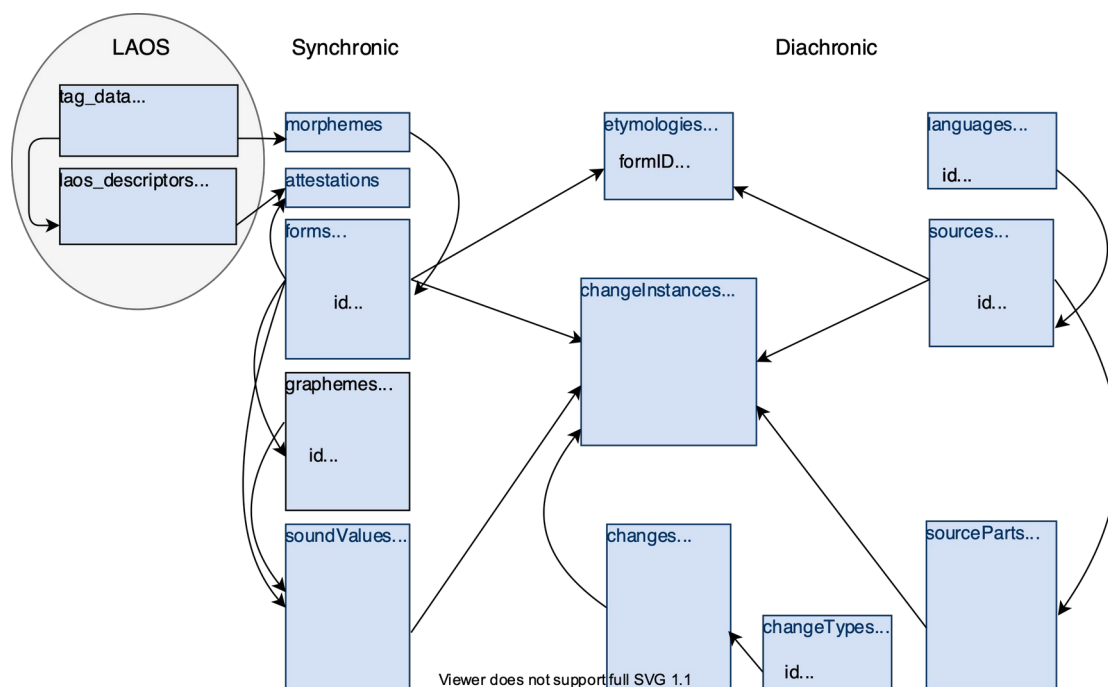 LAOS
Synchronic
Diachronic
tag_data...
laos_descriptors...
morphemes
attestations
forms...
id...
graphemes...
id...
soundValues...
etymologies...
formID...
changeInstances...
changes...
changeTypes...
id...
languages...
id...
sources...
id...
sourceParts...
Viewer does not support full SVG 1.1